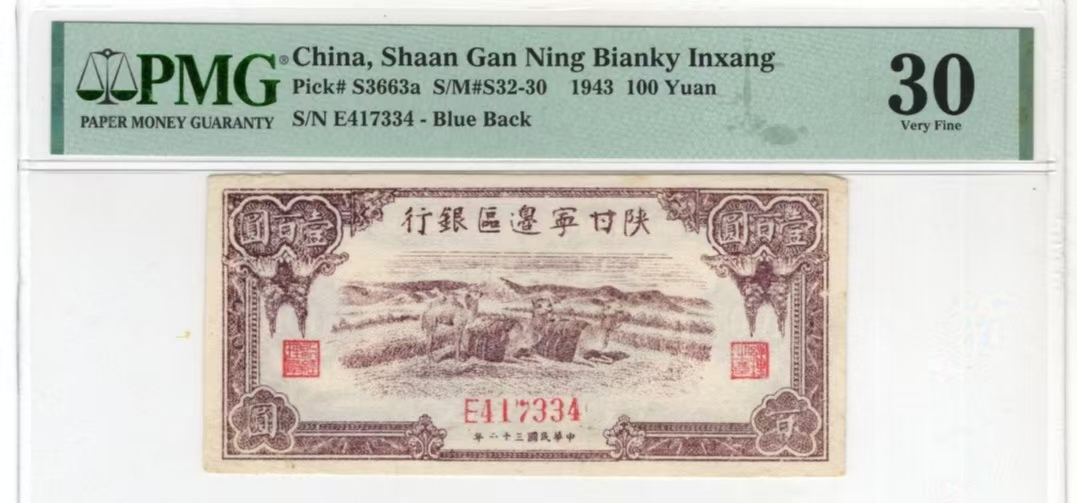 PMG®
PAPER MONEY GUARANTY
China, Shaan Gan Ning Bianky Inxang
Pick# S3663a S/M#S32-30 1943 100 Yuan
S/N E417334 - Blue Back
30
Very Fine
陕甘寧邊區銀行
壹百圓
壹百圓
E417334
百
圓
中華民國三十二年